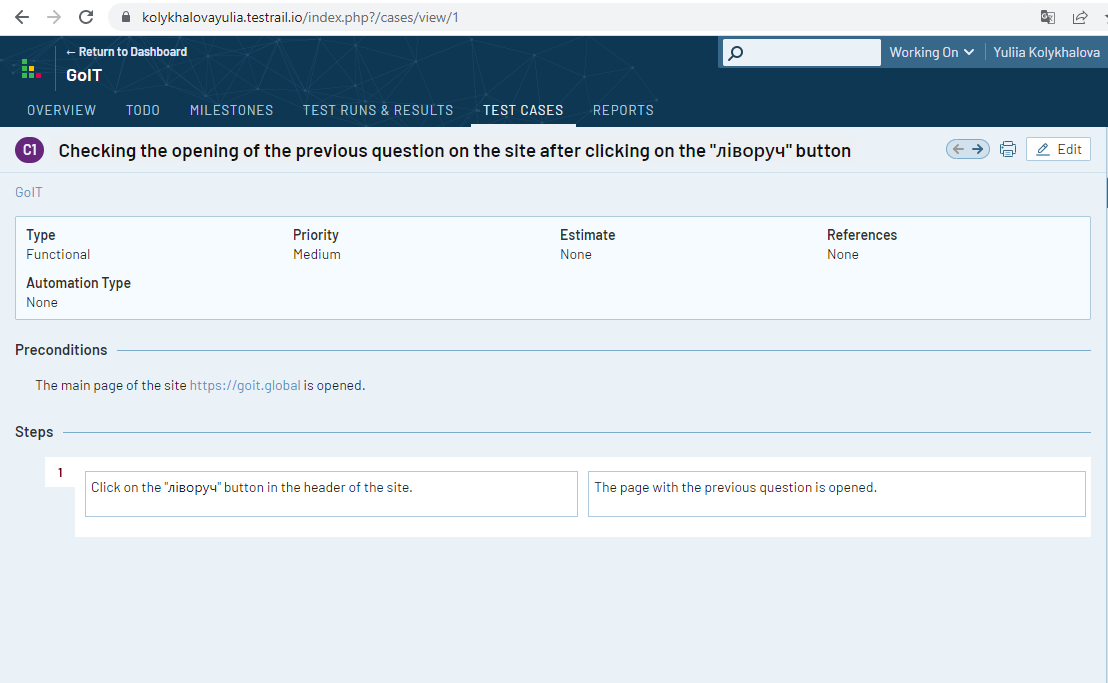 kolykhalovayulia.testrail.io/index.php?/cases/view/1
← Return to Dashboard
GoIT
Working On
Yuliia Kolykhalova
OVERVIEW TODO MILESTONES TEST RUNS & RESULTS TEST CASES REPORTS
C1 Checking the opening of the previous question on the site after clicking on the "ліворуч" button
Edit
GoIT
Type Priority Estimate References
Functional Medium None None
Automation Type
None
Preconditions
The main page of the site https://goit.global is opened.
Steps
1
Click on the "ліворуч" button in the header of the site. The page with the previous question is opened.